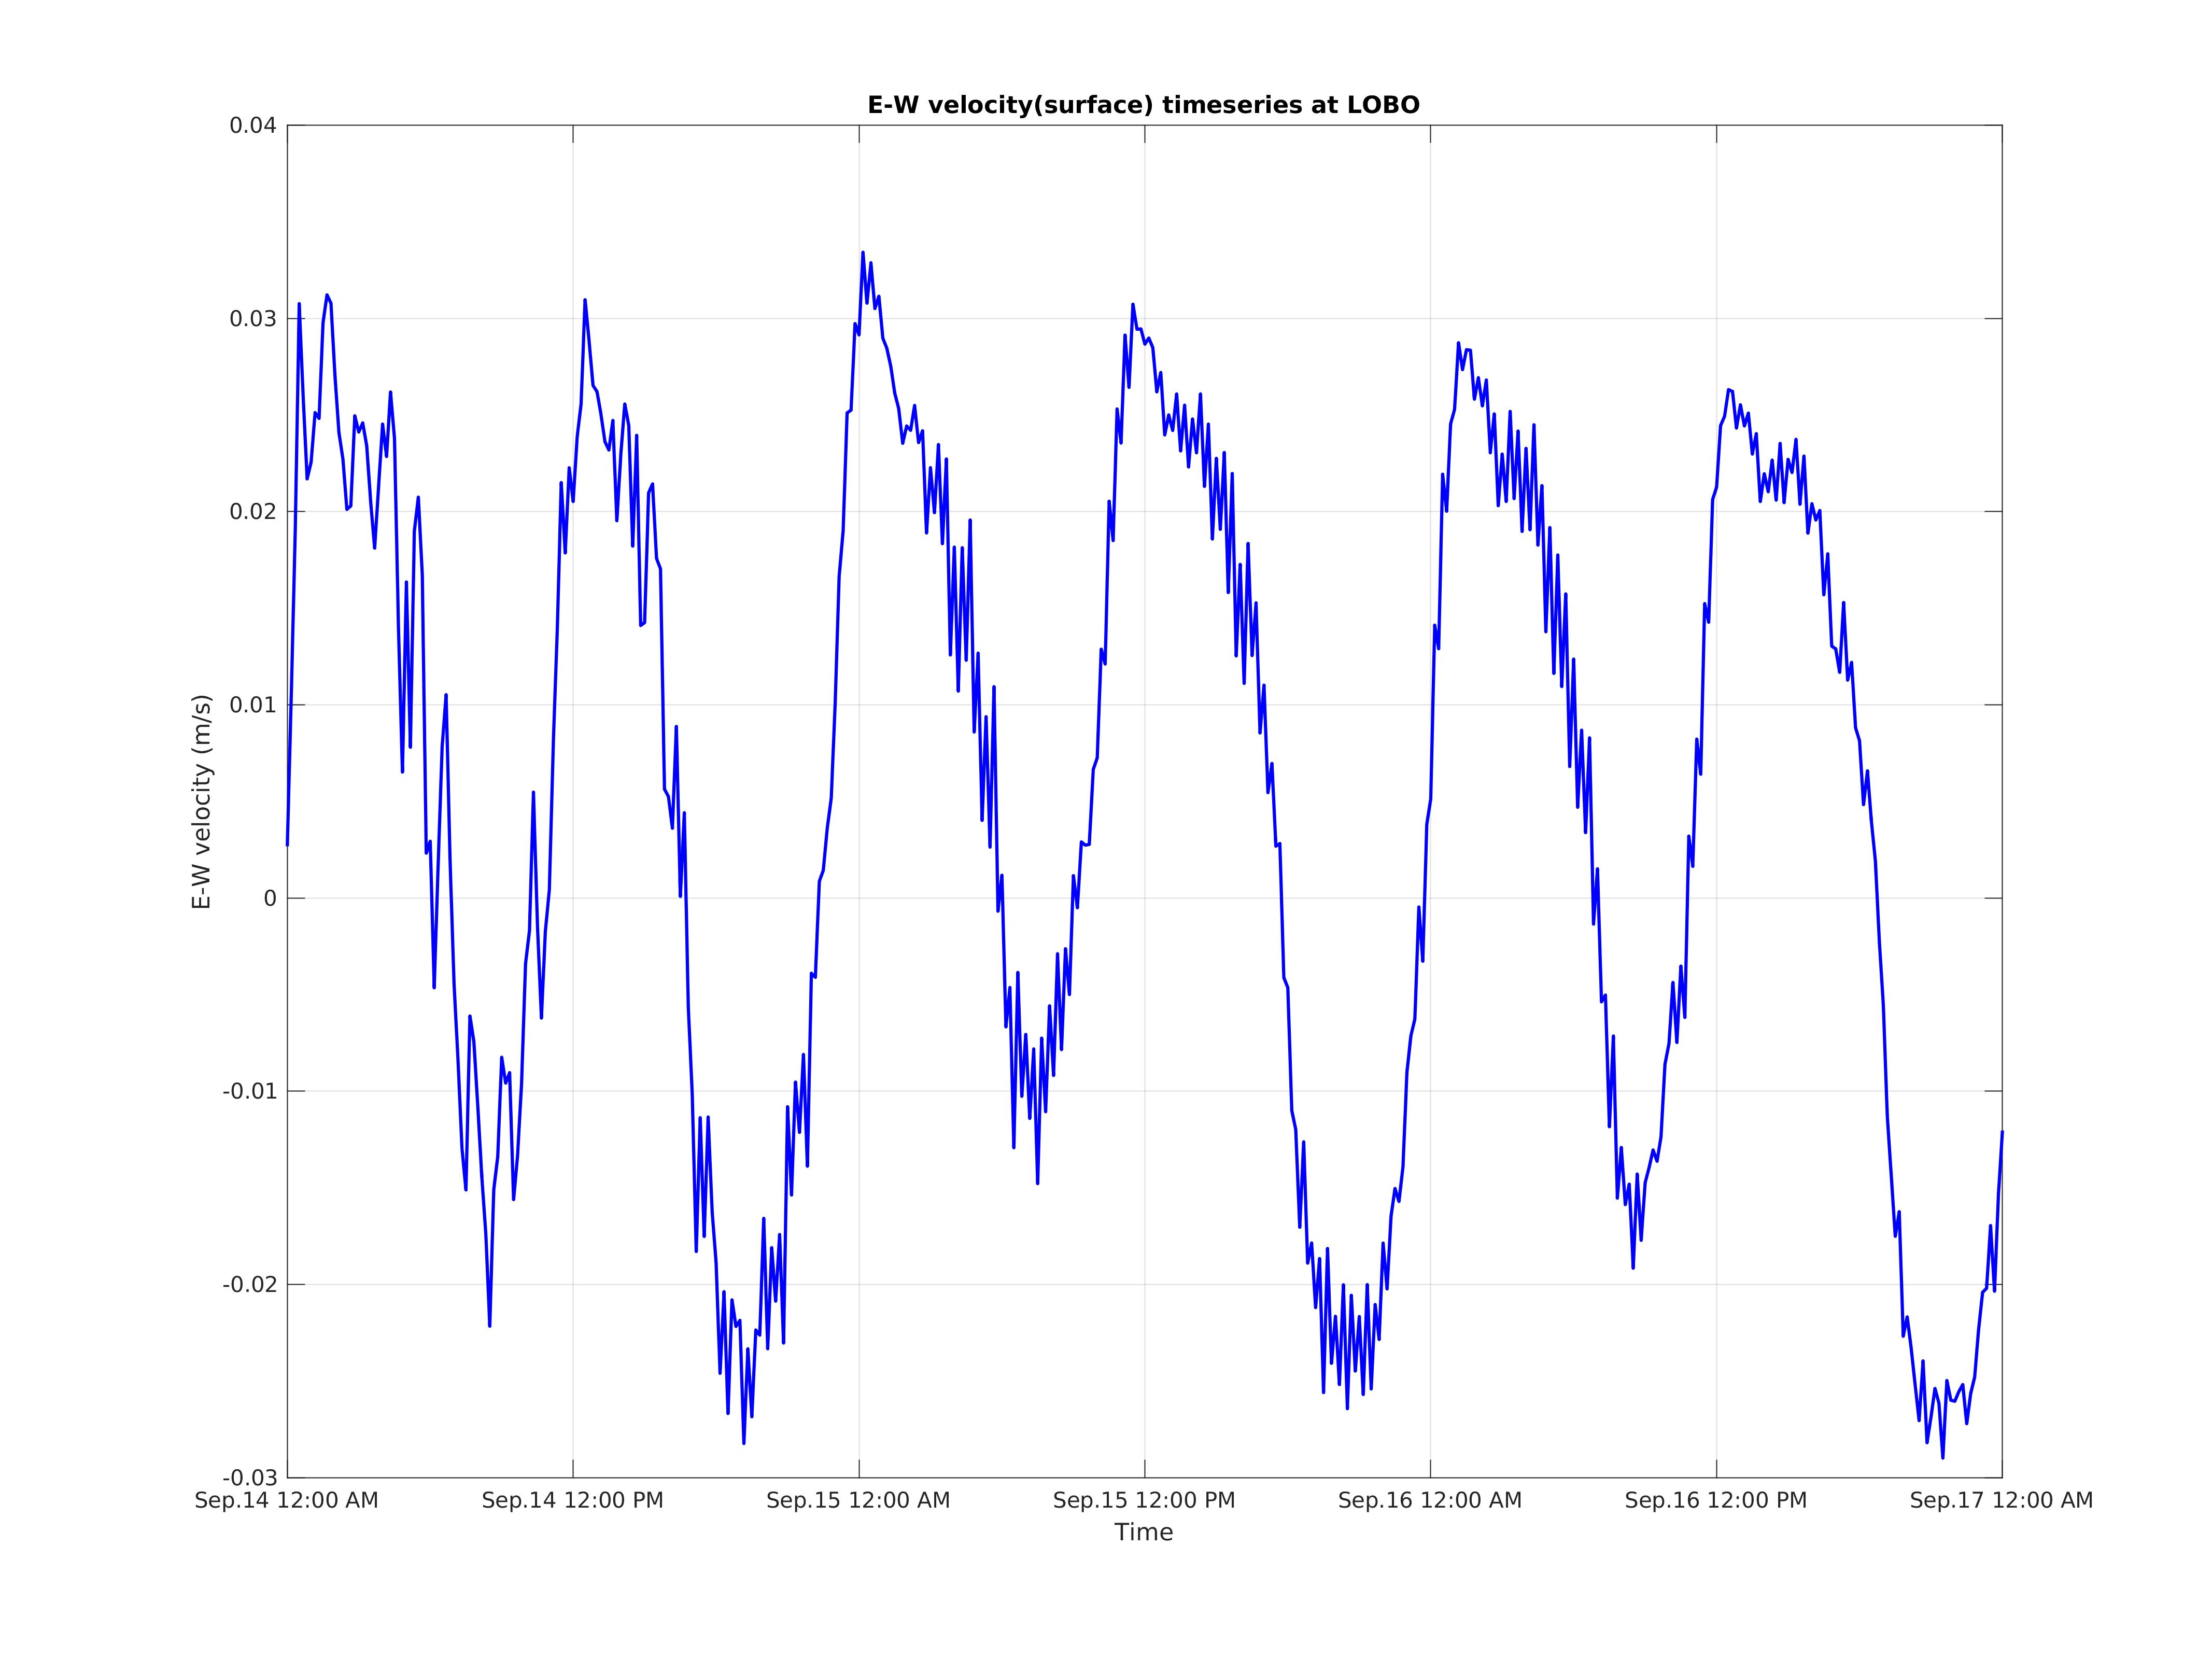 E-W velocity(surface) timeseries at LOBO
0.04
0.03
0.02
0.01
0
-0.01
-0.02
-0.03
E-W velocity (m/s)
Sep.14 12:00 AM Sep.14 12:00 PM Sep.15 12:00 AM Sep.15 12:00 PM Sep.16 12:00 AM Sep.16 12:00 PM Sep.17 12:00 AM
Time